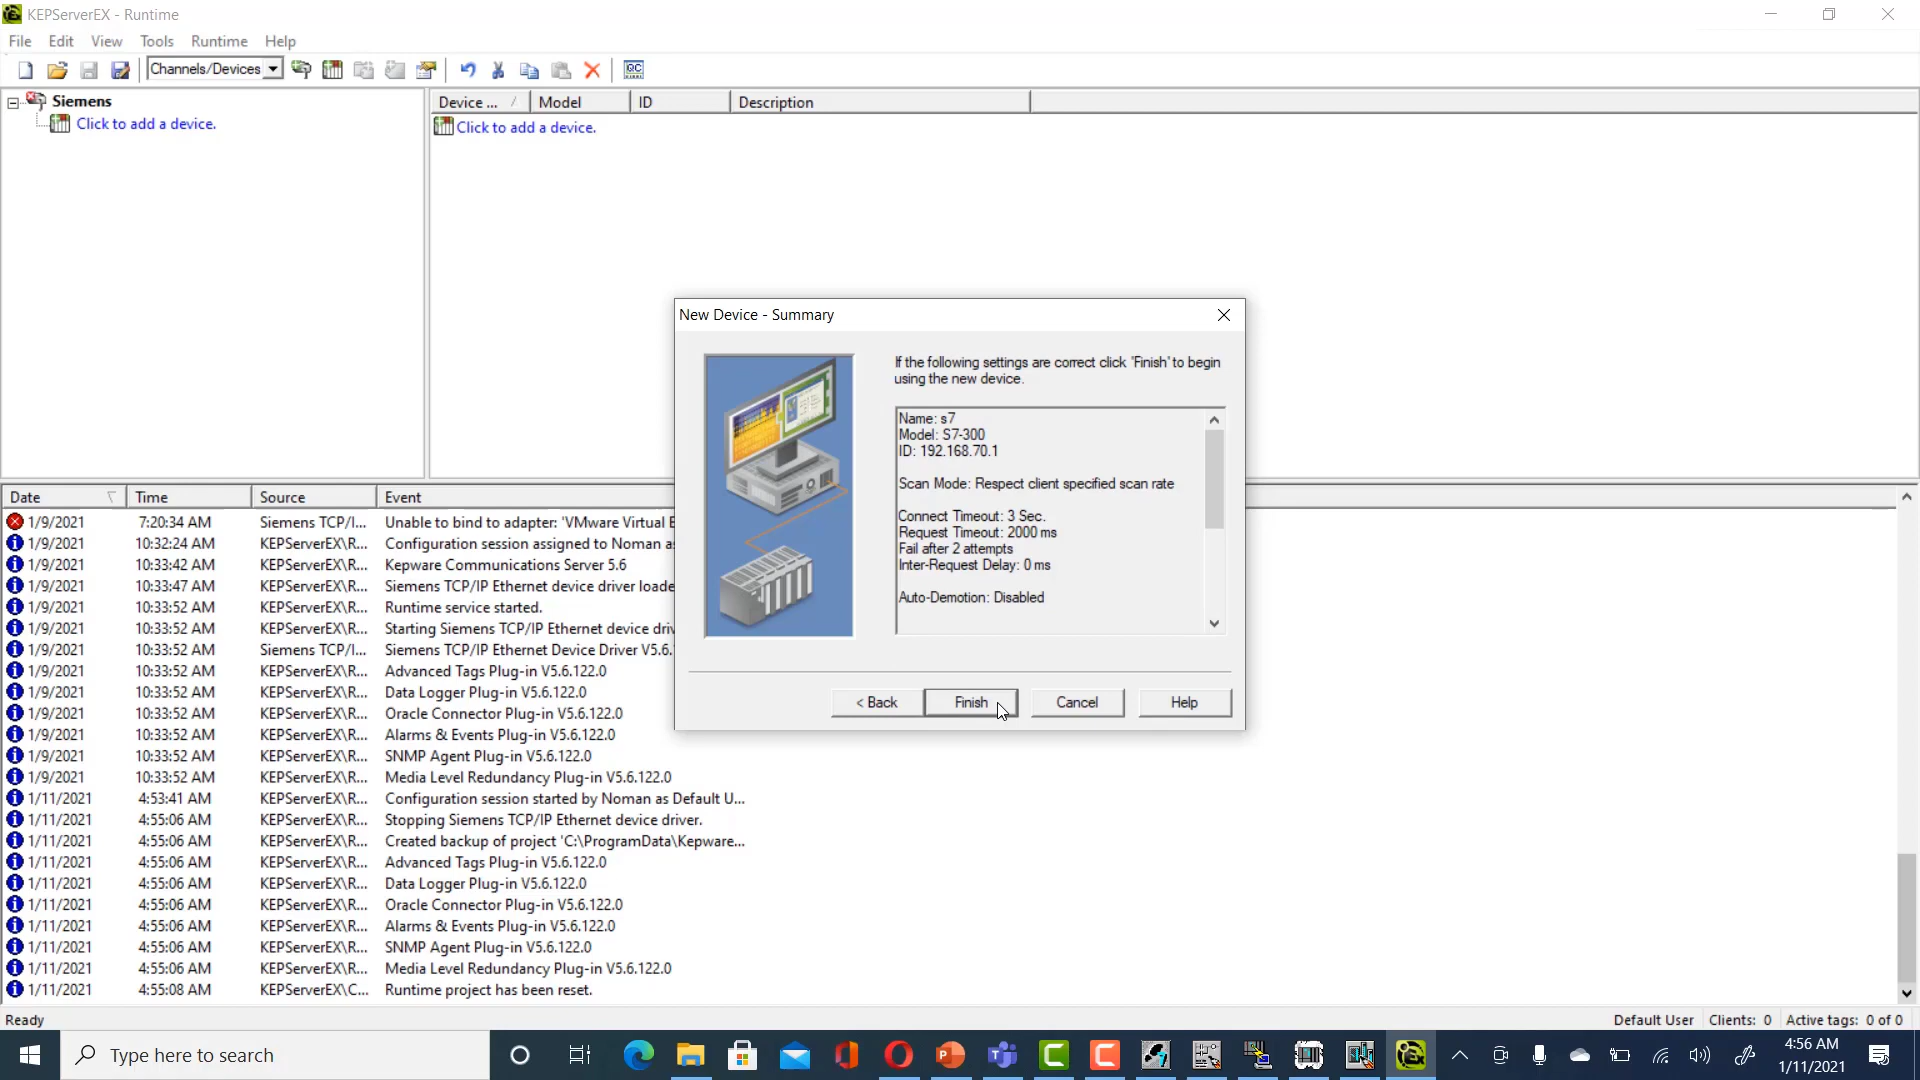 KEPServerEX - Runtime
File Edit View Tools Runtime Help
Channels/Devices
Siemens
Click to add a device.
Device ... Model ID Description
Click to add a device.
New Device - Summary
If the following settings are correct click 'Finish' to begin
using the new device.
Name: s7
Model: S7-300
ID: 192.168.70.1
Scan Mode: Respect client specified scan rate
Connect Timeout: 3 Sec.
Request Timeout: 2000 ms
Fail after 2 attempts
Inter-Request Delay: 0 ms
Auto-Demotion: Disabled
< Back Finish Cancel Help
Date Time Source Event
1/9/2021 7:20:34 AM Siemens TCP/I... Unable to bind to adapter: 'VMware Virtual E
1/9/2021 10:32:24 AM KEPServerEX\R... Configuration session assigned to Noman a
1/9/2021 10:33:42 AM KEPServerEX\R... Kepware Communications Server 5.6
1/9/2021 10:33:47 AM KEPServerEX\R... Siemens TCP/IP Ethernet device driver loade
1/9/2021 10:33:52 AM KEPServerEX\R... Runtime service started.
1/9/2021 10:33:52 AM KEPServerEX\R... Starting Siemens TCP/IP Ethernet device driv
1/9/2021 10:33:52 AM Siemens TCP/I... Siemens TCP/IP Ethernet Device Driver V5.6.
1/9/2021 10:33:52 AM KEPServerEX\R... Advanced Tags Plug-in V5.6.122.0
1/9/2021 10:33:52 AM KEPServerEX\R... Data Logger Plug-in V5.6.122.0
1/9/2021 10:33:52 AM KEPServerEX\R... Oracle Connector Plug-in V5.6.122.0
1/9/2021 10:33:52 AM KEPServerEX\R... Alarms & Events Plug-in V5.6.122.0
1/9/2021 10:33:52 AM KEPServerEX\R... SNMP Agent Plug-in V5.6.122.0
1/9/2021 10:33:52 AM KEPServerEX\R... Media Level Redundancy Plug-in V5.6.122.0
1/11/2021 4:53:41 AM KEPServerEX\R... Configuration session started by Noman as Default U...
1/11/2021 4:55:06 AM KEPServerEX\R... Stopping Siemens TCP/IP Ethernet device driver.
1/11/2021 4:55:06 AM KEPServerEX\R... Created backup of project 'C:\ProgramData\Kepware...
1/11/2021 4:55:06 AM KEPServerEX\R... Advanced Tags Plug-in V5.6.122.0
1/11/2021 4:55:06 AM KEPServerEX\R... Data Logger Plug-in V5.6.122.0
1/11/2021 4:55:06 AM KEPServerEX\R... Oracle Connector Plug-in V5.6.122.0
1/11/2021 4:55:06 AM KEPServerEX\R... Alarms & Events Plug-in V5.6.122.0
1/11/2021 4:55:06 AM KEPServerEX\R... SNMP Agent Plug-in V5.6.122.0
1/11/2021 4:55:06 AM KEPServerEX\R... Media Level Redundancy Plug-in V5.6.122.0
1/11/2021 4:55:08 AM KEPServerEX\C... Runtime project has been reset.
Ready Default User Clients: 0 Active tags: 0 of 0
Type here to search
4:56 AM
1/11/2021